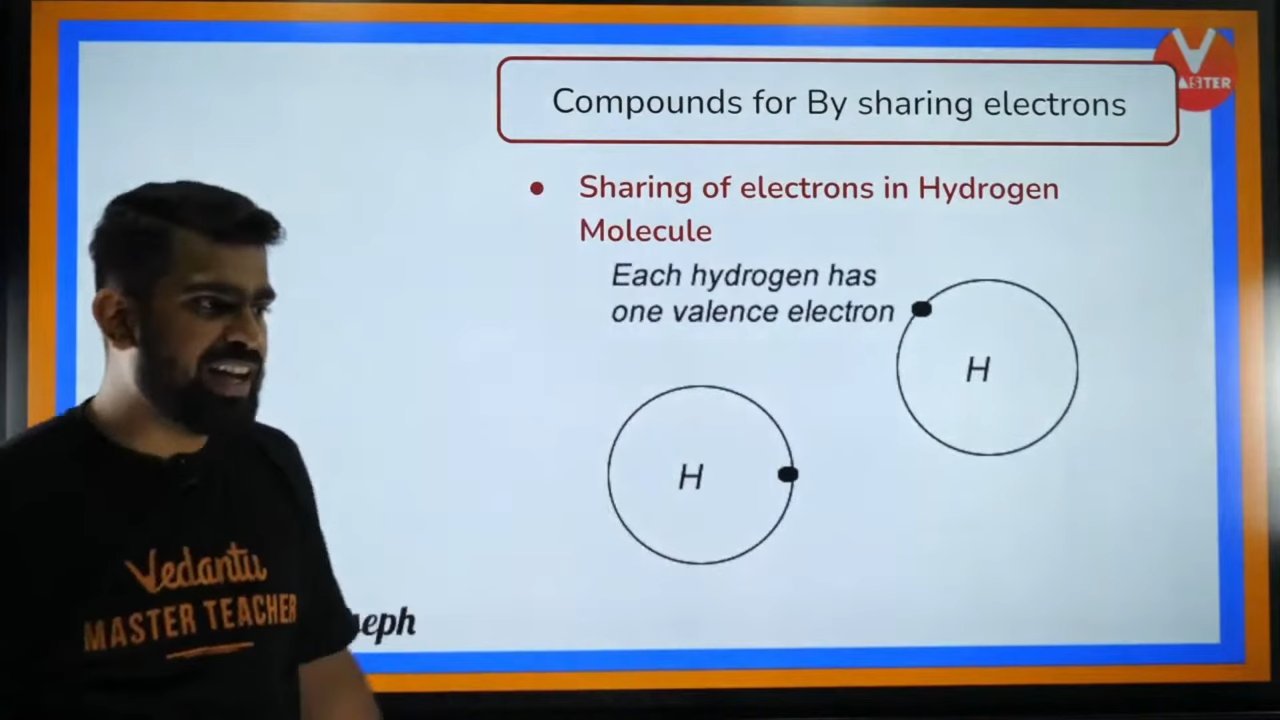 Compounds for By sharing electrons
Sharing of electrons in Hydrogen
Molecule
Each hydrogen has
one valence electron
H
H
Vedantu
MASTER TEACHER